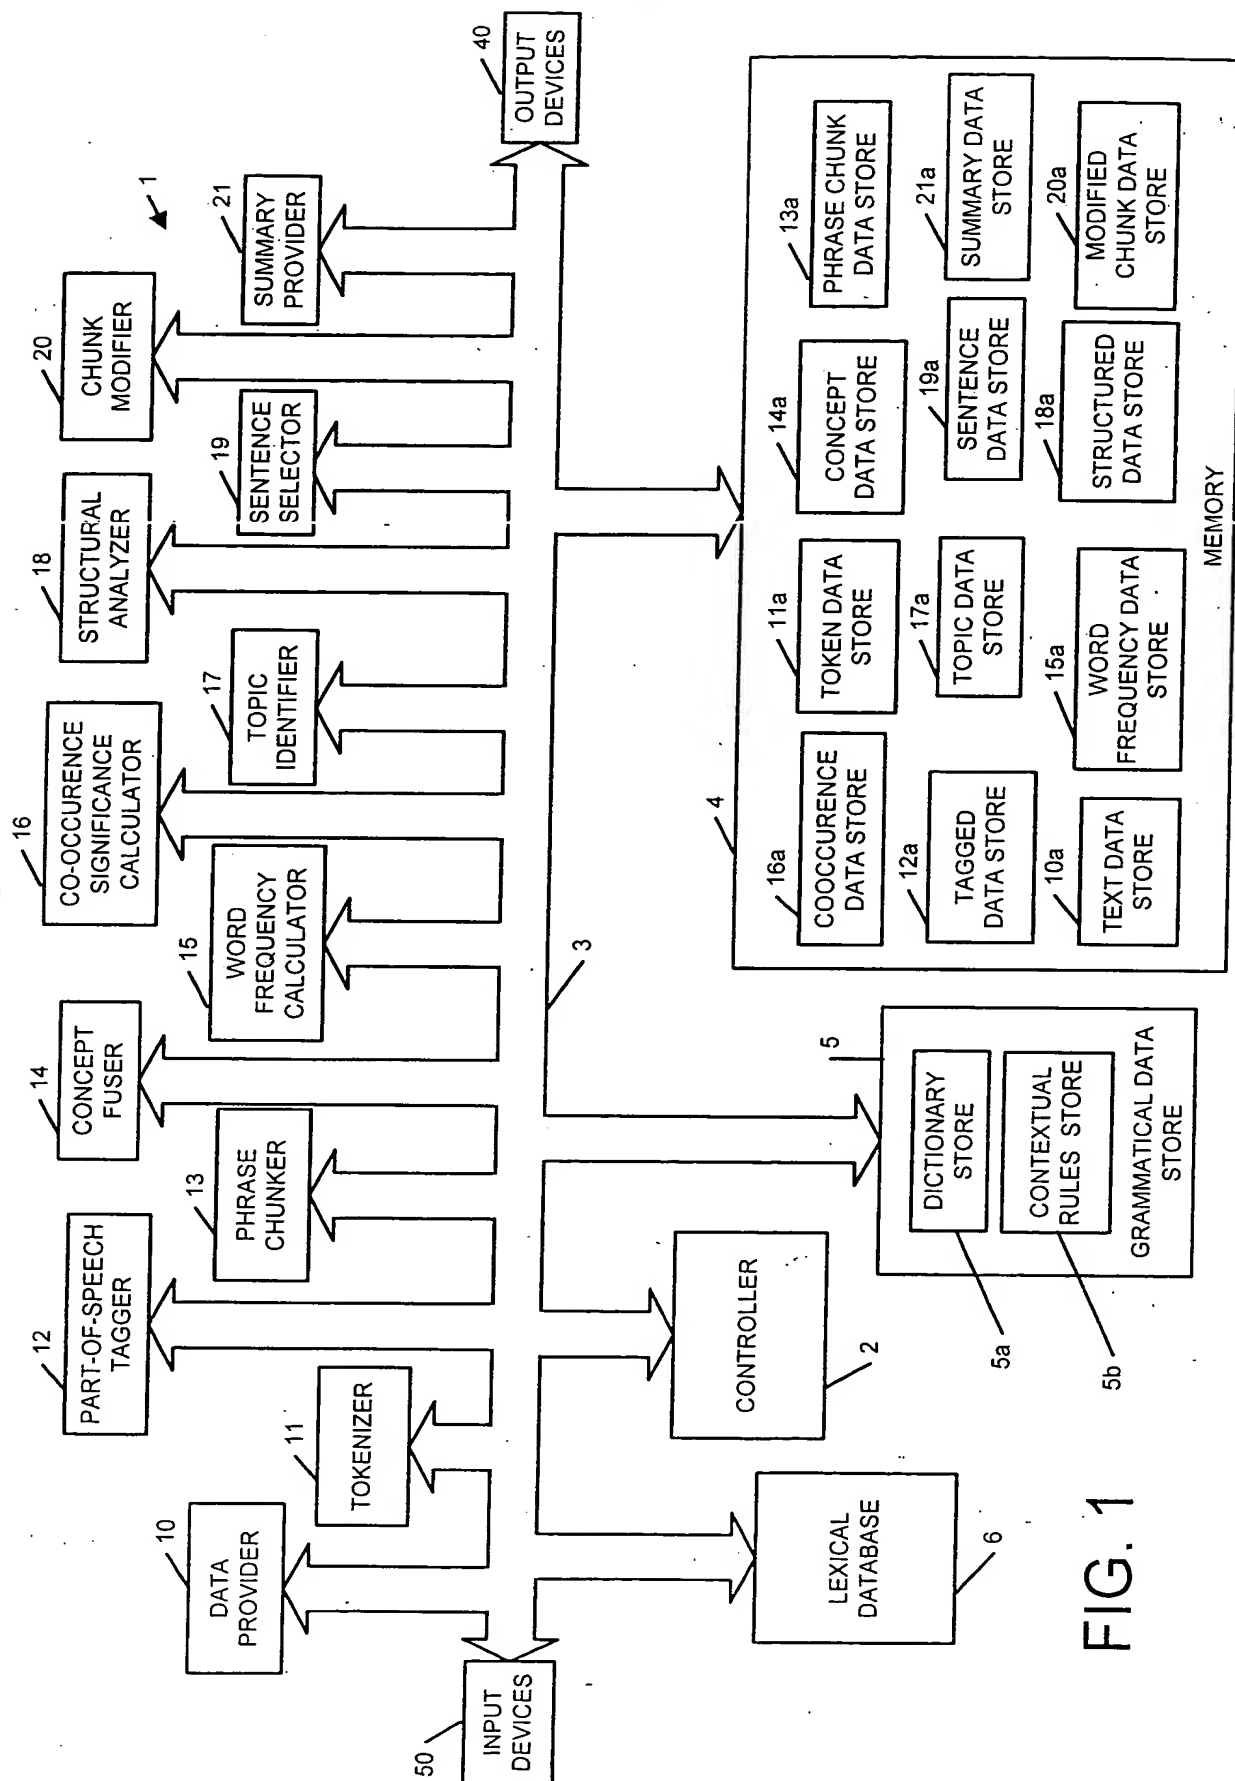 1
50
INPUT
DEVICES
10
DATA
PROVIDER
11
TOKENIZER
12
PART-OF-SPEECH
TAGGER
13
PHRASE
CHUNKER
14
CONCEPT
FUSER
15
WORD
FREQUENCY
CALCULATOR
16
CO-OCCURENCE
SIGNIFICANCE
CALCULATOR
17
TOPIC
IDENTIFIER
18
STRUCTURAL
ANALYZER
19
SENTENCE
SELECTOR
20
CHUNK
MODIFIER
21
SUMMARY
PROVIDER
40
OUTPUT
DEVICES
3
LEXICAL
DATABASE
6
CONTROLLER
2
5
DICTIONARY
STORE
CONTEXTUAL
RULES STORE
GRAMMATICAL DATA
STORE
5a
5b
4
16a
COOCCURENCE
DATA STORE
11a
TOKEN DATA
STORE
14a
CONCEPT
DATA STORE
13a
PHRASE CHUNK
DATA STORE
12a
TAGGED
DATA STORE
17a
TOPIC DATA
STORE
19a
SENTENCE
DATA STORE
21a
SUMMARY DATA
STORE
10a
TEXT DATA
STORE
15a
WORD
FREQUENCY DATA
STORE
18a
STRUCTURED
DATA STORE
20a
MODIFIED
CHUNK DATA
STORE
MEMORY
FIG. 1